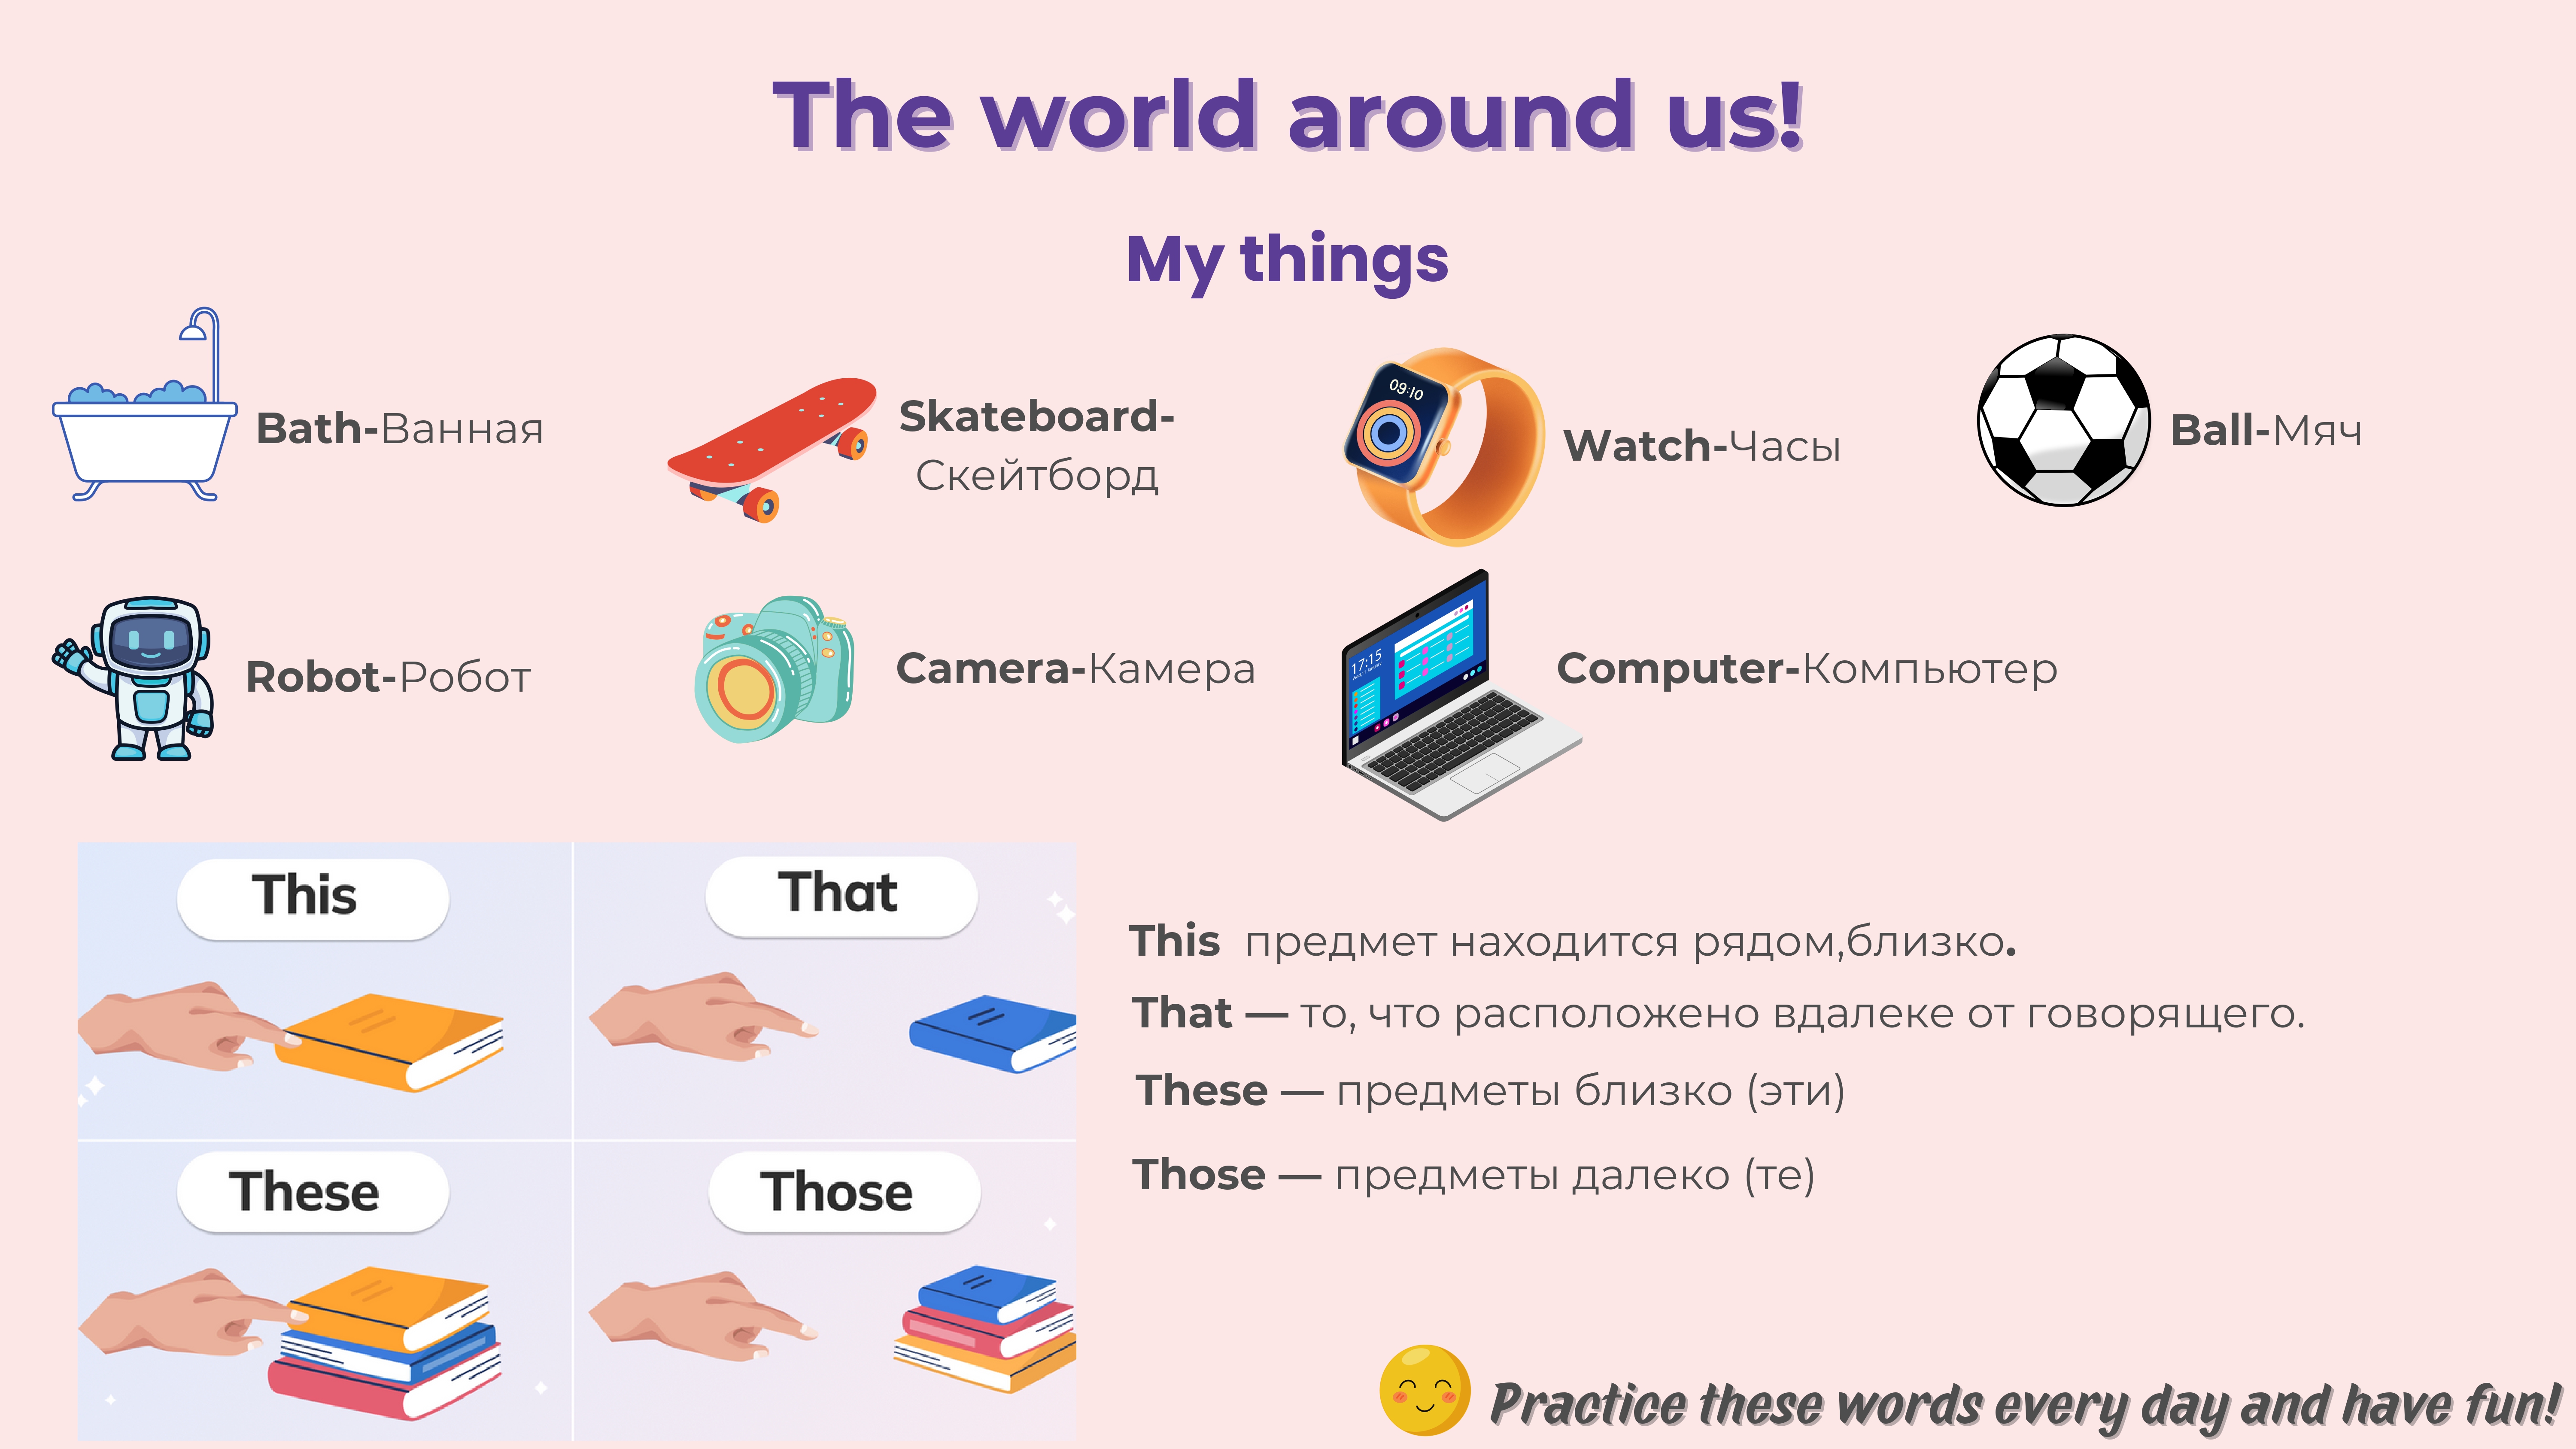 The world around us!
My things
Bath-Ванная
Skateboard-
Скейтборд
09:10
Watch-Часы
Ball-Мяч
Robot-Робот
Camera-Камера
17:15
Computer-Компьютер
This
That
These
Those
This предмет находится рядом,близко.
That — то, что расположено вдалеке от говорящего.
These — предметы близко (эти)
Those — предметы далеко (те)
Practice these words every day and have fun!